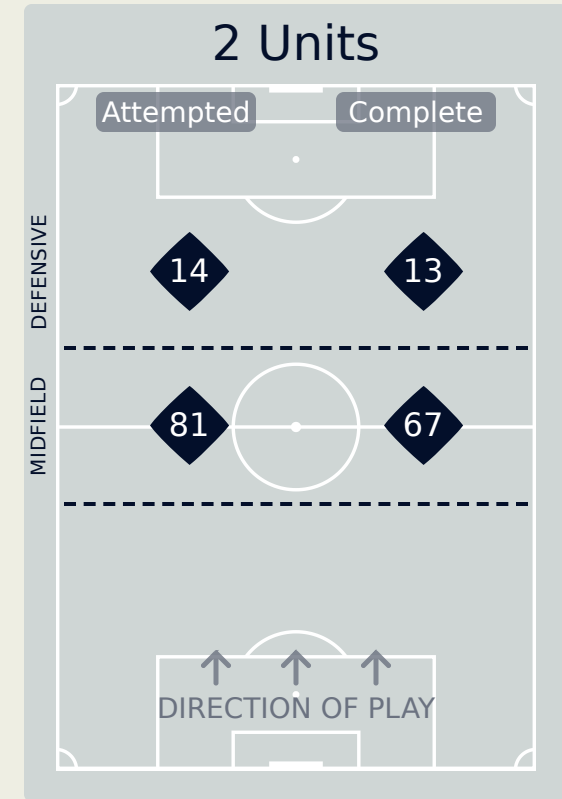 2 Units
Attempted Complete
DEFENSIVE
14 13
MIDFIELD
81 67
DIRECTION OF PLAY